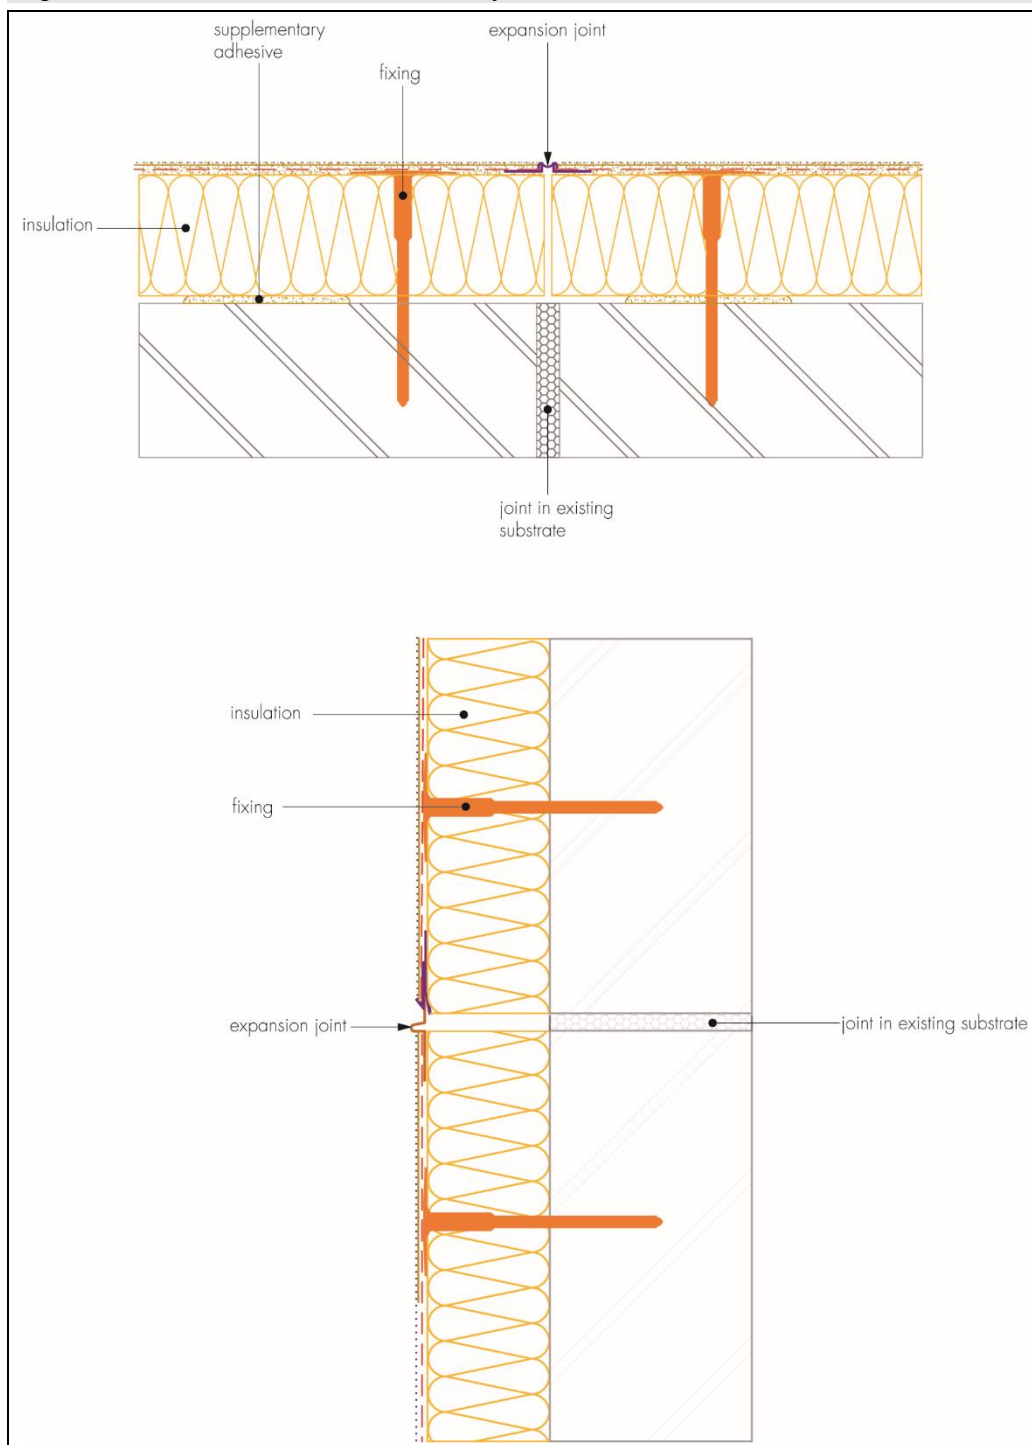 supplementary
adhesive
expansion joint
fixing
insulation
joint in existing
substrate
insulation
fixing
expansion joint
joint in existing substrate